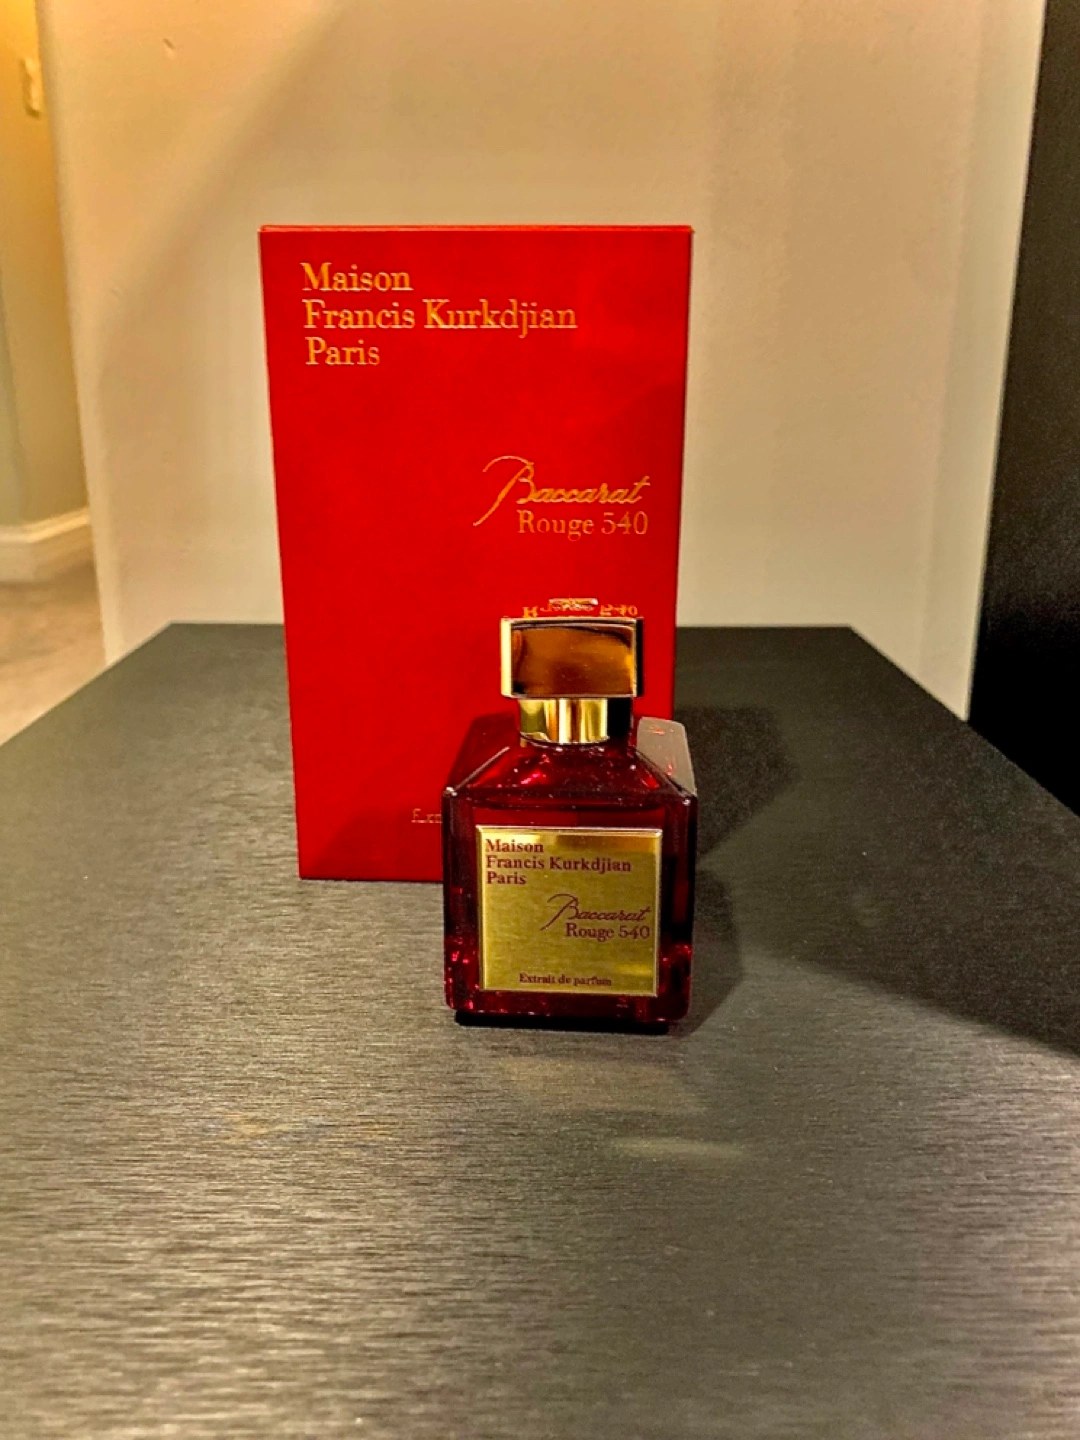 Maison
Francis Kurkdjian
Paris
Baccarat
Rouge 540
Maison
Francis Kurkdjian
Paris
Baccarat
Rouge 540
Extrait de parfum